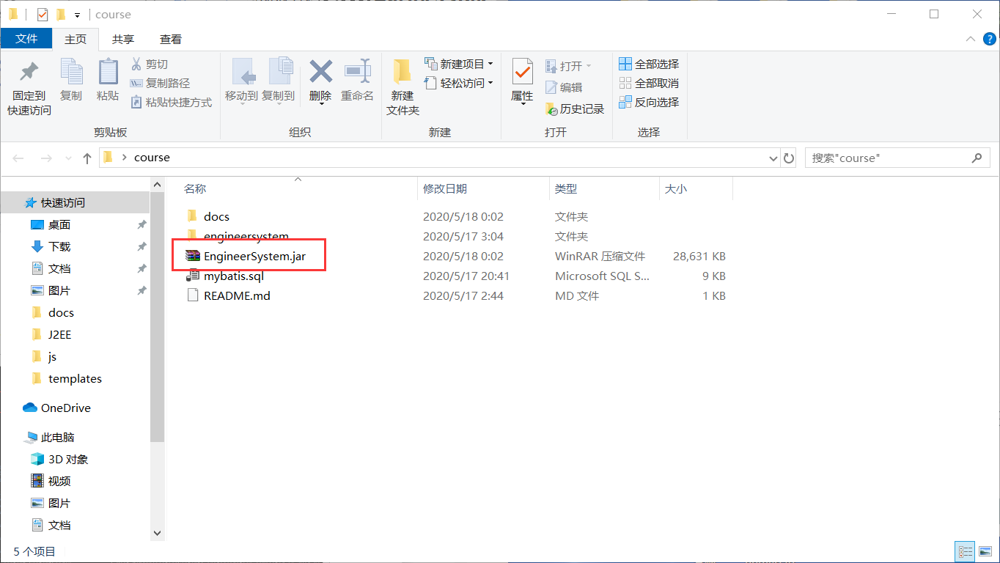 course
文件 主页 共享 查看
固定到快速访问 复制 粘贴 剪切 复制路径 粘贴快捷方式
移动到 复制到 删除 重命名
新建文件夹 新建项目 轻松访问
属性 打开 编辑 历史记录
全部选择 全部取消 反向选择
剪贴板 组织 新建 打开 选择
course 搜索"course"
名称 修改日期 类型 大小
docs 2020/5/18 0:02 文件夹
engineersystem 2020/5/17 3:04 文件夹
EngineerSystem.jar 2020/5/18 0:02 WinRAR 压缩文件 28,631 KB
mybatis.sql 2020/5/17 20:41 Microsoft SQL S... 9 KB
README.md 2020/5/17 2:44 MD 文件 1 KB
快速访问
桌面
下载
文档
图片
docs
J2EE
js
templates
OneDrive
此电脑
3D 对象
视频
图片
文档
5 个项目